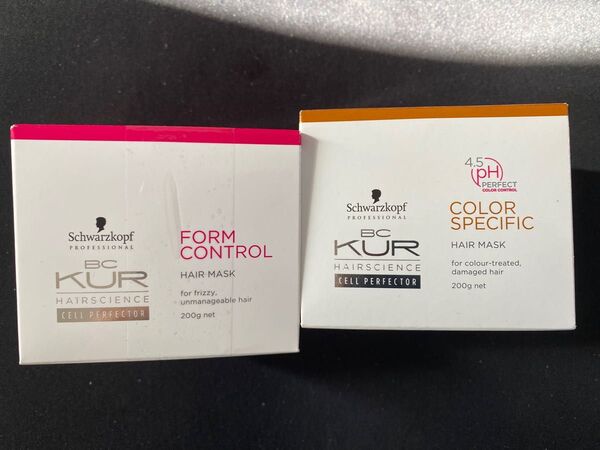 Schwarzkopf
PROFESSIONAL
BC
KUR
HAIRSCIENCE
CELL PERFECTOR
FORM
CONTROL
HAIR MASK
for frizzy,
unmanageable hair
200g net
Schwarzkopf
PROFESSIONAL
BC
KUR
HAIRSCIENCE
CELL PERFECTOR
4.5
pH
PERFECT
COLOR CONTROL
COLOR
SPECIFIC
HAIR MASK
for colour-treated,
damaged hair
200g net